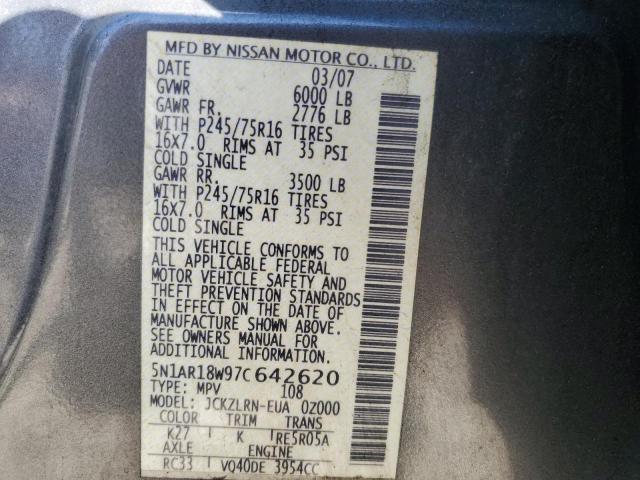 MFD BY NISSAN MOTOR CO., LTD.
DATE 03/07
GVWR 6000 LB
GAWR FR. 2776 LB
WITH P245/75R16 TIRES
16X7.0 RIMS AT 35 PSI
COLD SINGLE
GAWR RR. 3500 LB
WITH P245/75R16 TIRES
16X7.0 RIMS AT 35 PSI
COLD SINGLE
THIS VEHICLE CONFORMS TO
ALL APPLICABLE FEDERAL
MOTOR VEHICLE SAFETY AND
THEFT PREVENTION STANDARDS
IN EFFECT ON THE DATE OF
MANUFACTURE SHOWN ABOVE.
SEE OWNERS MANUAL FOR
ADDITIONAL INFORMATION.
5N1AR18W97C642620
TYPE: MPV 108
MODEL: JCKZLRN-EUA 0Z000
COLOR TRIM TRANS
K27 K RE5R05A
AXLE ENGINE
RC33 VQ40DE 3954CC